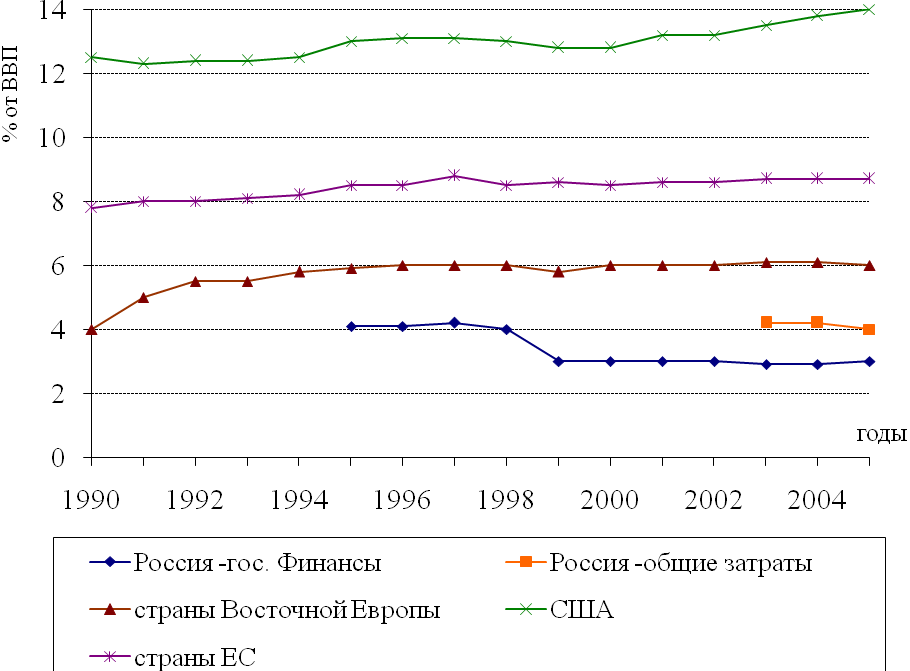 14
% от ВВП
12
10
8
6
4
2
годы
0
1990 1992 1994 1996 1998 2000 2002 2004
Россия -гос. Финансы
Россия -общие затраты
страны Восточной Европы
США
страны ЕС